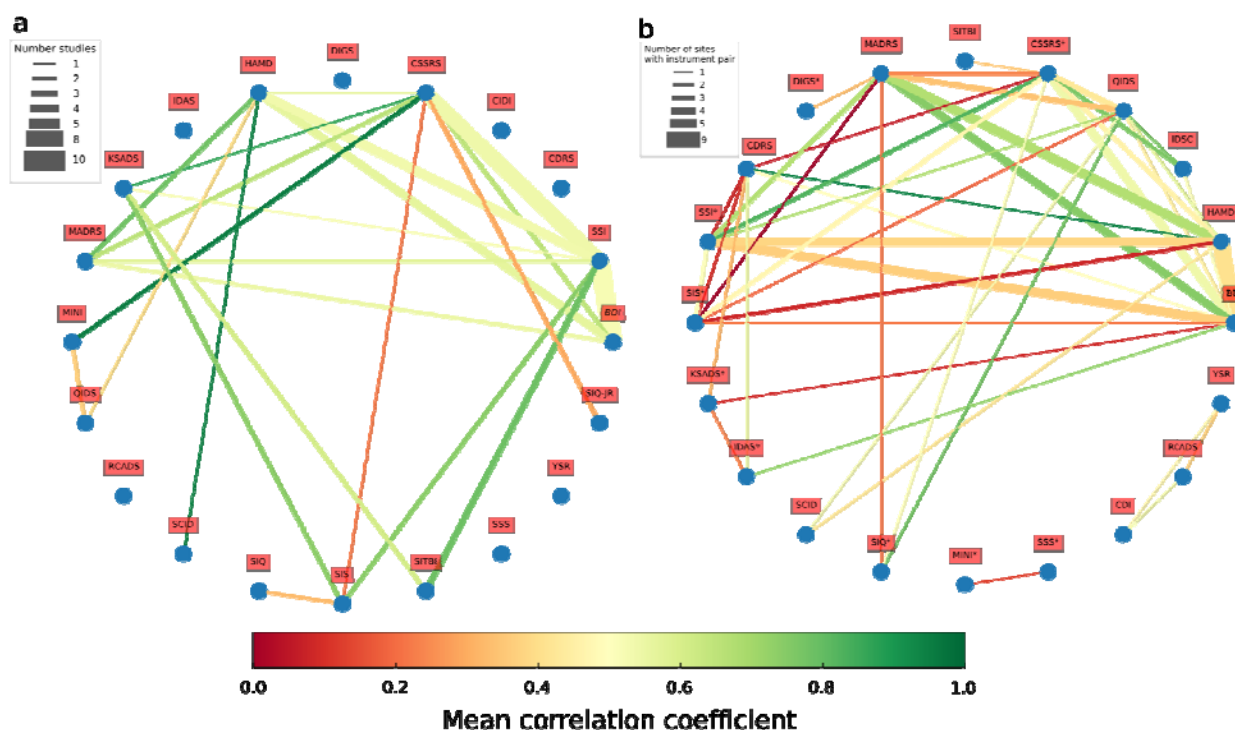 a
Number studies
1
2
3
4
5
8
10
DIGS
HAMD
CSSRS
IDAS
CIDI
KSADS
CDRS
MADRS
SSI
MINI
BDI
QIDS
SIQ-JR
RCADS
YSR
SCID
SSS
SIQ
SIS
SITBI
b
Number of sites
with instrument pair
1
2
3
4
5
9
SITBI
MADRS
CSSRS*
DIGS*
QIDS
CDRS
IDSC
SSI*
HAMD
SIS*
KSADS*
YSR
IDAS*
RCADS
SCID
CDI
SIQ*
MINI*
SSS*
0.0
0.2
0.4
0.6
0.8
1.0
Mean correlation coefficient